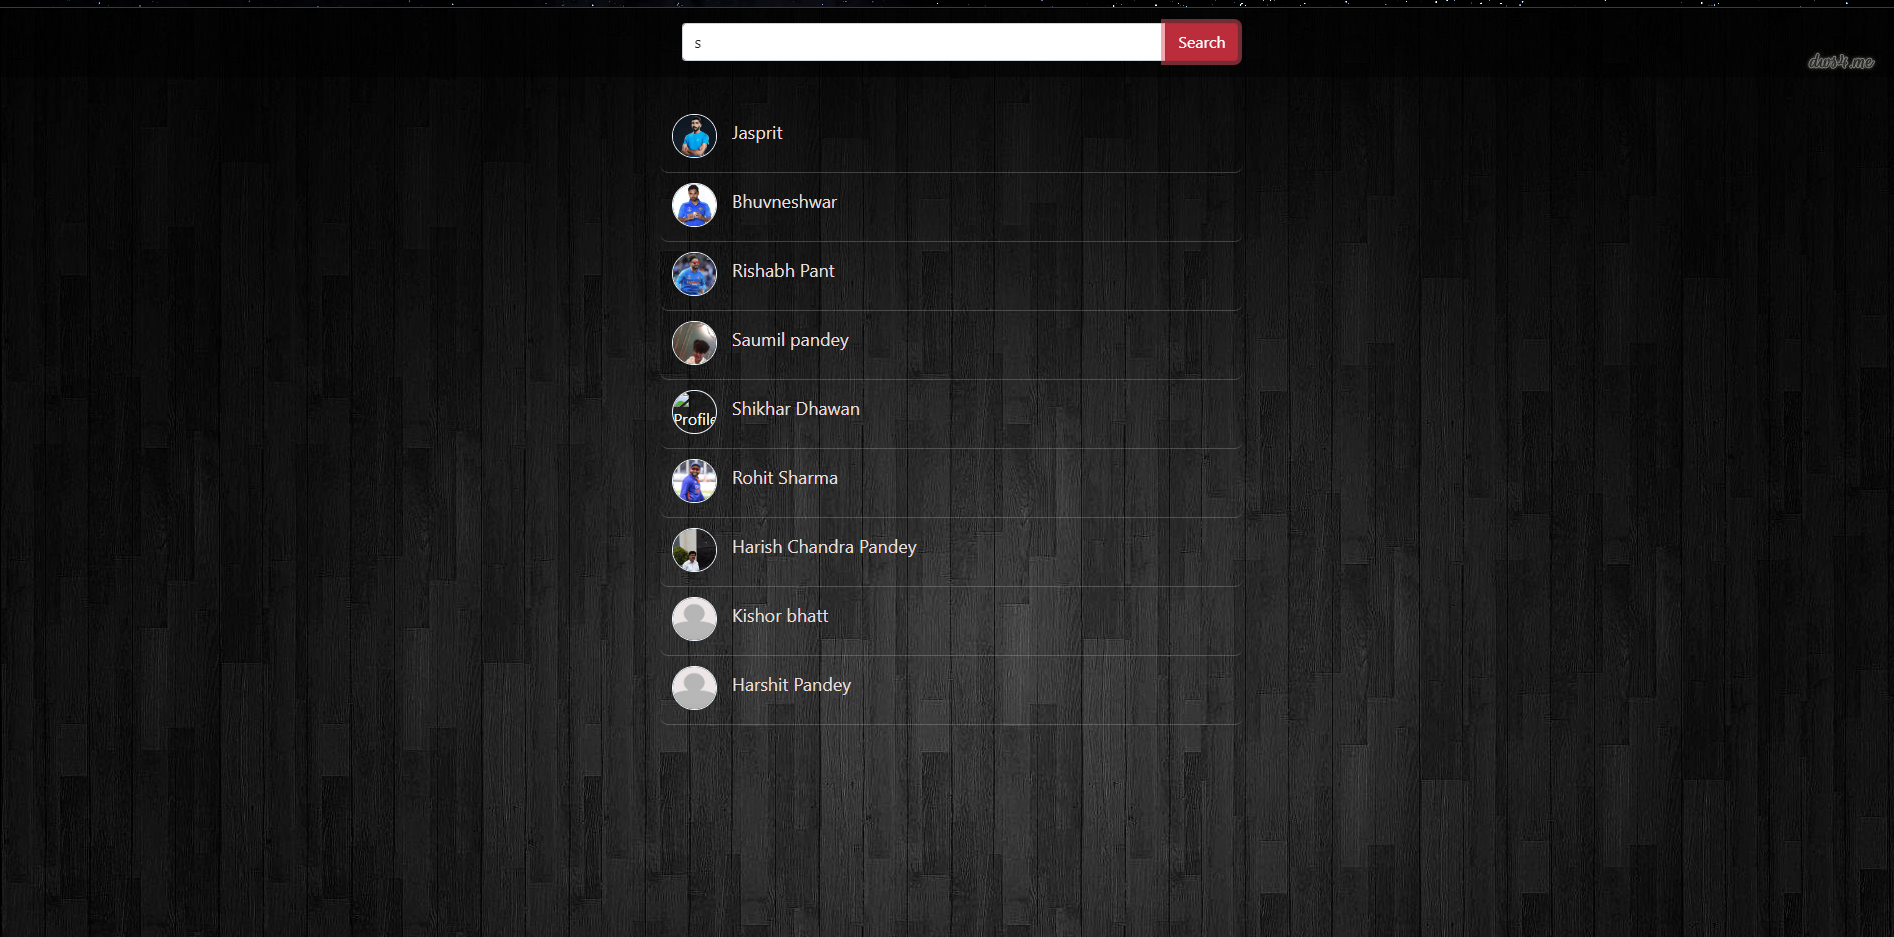 s
Search
dws4.me
Jasprit
Bhuvneshwar
Rishabh Pant
Saumil pandey
Profile
Shikhar Dhawan
Rohit Sharma
Harish Chandra Pandey
Kishor bhatt
Harshit Pandey